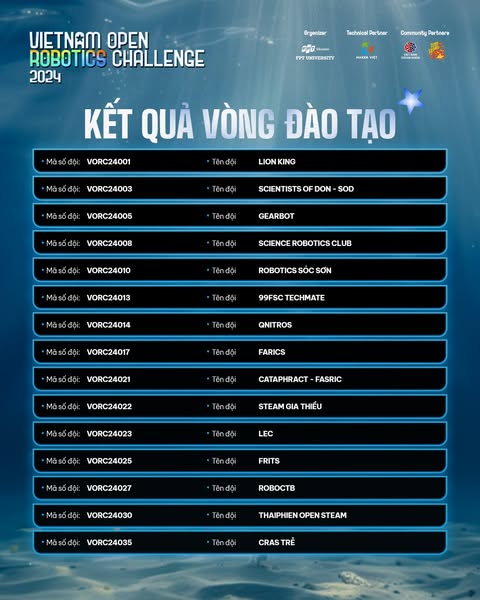 VIETNAM OPEN
ROBOTICS CHALLENGE
2024
Organizer
Technical Partner
Community Partners
FPT Education
FPT UNIVERSITY
MAKER VIET
KẾT QUẢ VÒNG ĐÀO TẠO
• Mã số đội: VORC24001 • Tên đội LION KING
• Mã số đội: VORC24003 • Tên đội SCIENTISTS OF DON - SOD
• Mã số đội: VORC24005 • Tên đội GEARBOT
• Mã số đội: VORC24008 • Tên đội SCIENCE ROBOTICS CLUB
• Mã số đội: VORC24010 • Tên đội ROBOTICS SÓC SƠN
• Mã số đội: VORC24013 • Tên đội 99FSC TECHMATE
• Mã số đội: VORC24014 • Tên đội QNITROS
• Mã số đội: VORC24017 • Tên đội FARICS
• Mã số đội: VORC24021 • Tên đội CATAPHRACT - FASRIC
• Mã số đội: VORC24022 • Tên đội STEAM GIA THIỀU
• Mã số đội: VORC24023 • Tên đội LEC
• Mã số đội: VORC24025 • Tên đội FRITS
• Mã số đội: VORC24027 • Tên đội ROBOCTB
• Mã số đội: VORC24030 • Tên đội THAIPHIEN OPEN STEAM
• Mã số đội: VORC24035 • Tên đội CRAS TRẺ